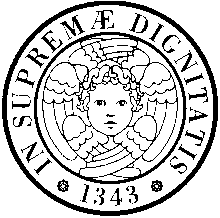 IN SUPREMÆ DIGNITATIS
1343